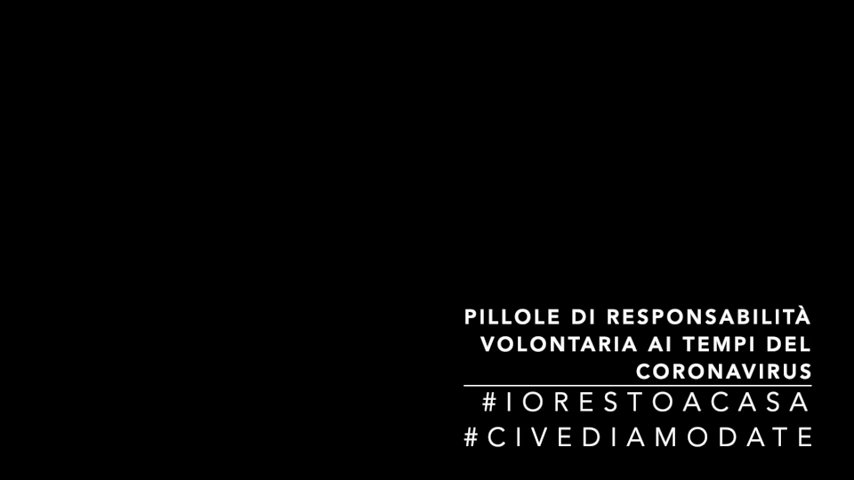 PILLOLE DI RESPONSABILITÀ
VOLONTARIA AI TEMPI DEL
CORONAVIRUS
#IORESTOACASA
#CIVEDIAMODATE